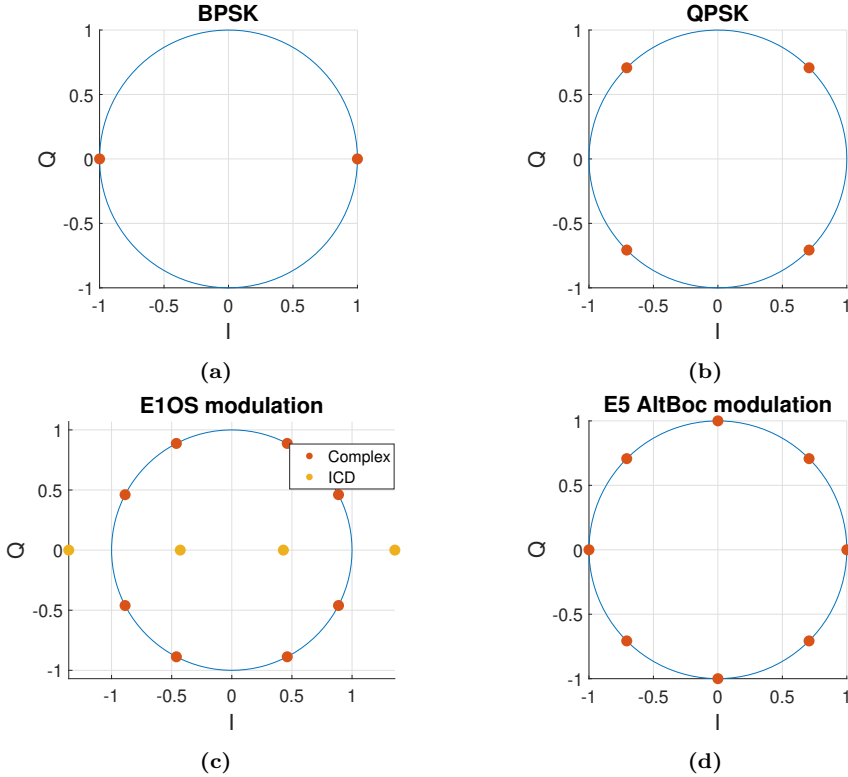 BPSK
1
0.5
0
-0.5
-1
-1 -0.5 0 0.5 1
Q
I
(a)
QPSK
1
0.5
0
-0.5
-1
-1 -0.5 0 0.5 1
Q
I
(b)
E1OS modulation
1
0.5
0
-0.5
-1
-1 -0.5 0 0.5 1
Q
I
Complex
ICD
(c)
E5 AltBoc modulation
1
0.5
0
-0.5
-1
-1 -0.5 0 0.5 1
Q
I
(d)